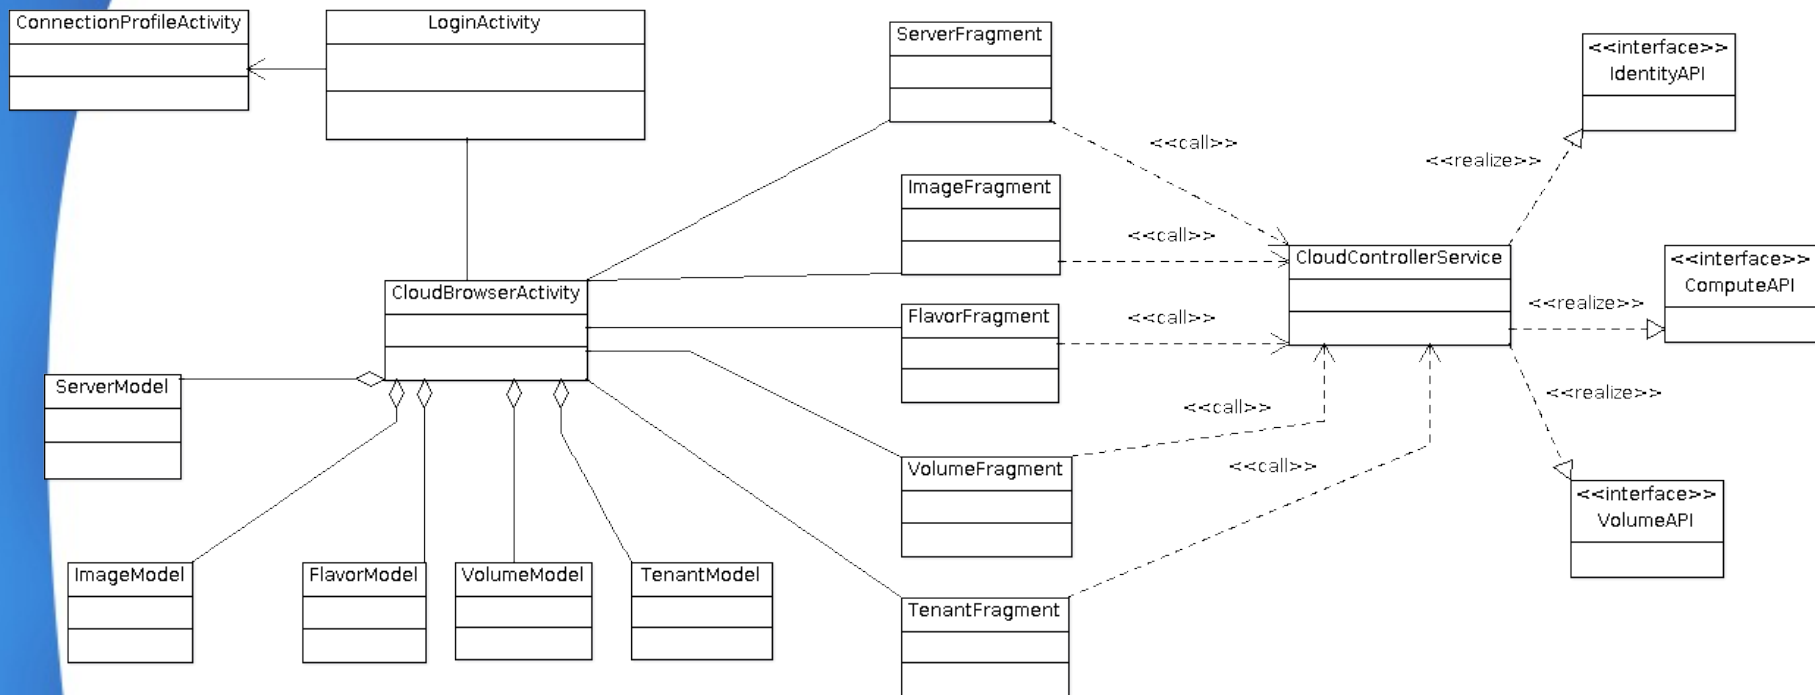 ConnectionProfileActivity
LoginActivity
ServerFragment
<<interface>>
IdentityAPI
<<call>>
<<realize>>
ImageFragment
<<call>>
CloudControllerService
<<interface>>
ComputeAPI
CloudBrowserActivity
<<realize>>
FlavorFragment
<<call>>
ServerModel
<<realize>>
<<call>>
VolumeFragment
<<call>>
<<interface>>
VolumeAPI
ImageModel
FlavorModel
VolumeModel
TenantModel
TenantFragment